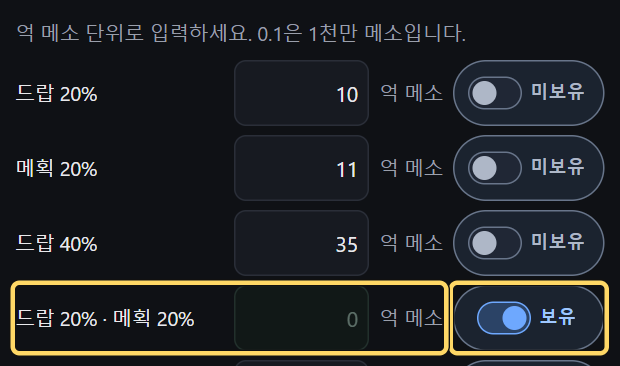 억 메소 단위로 입력하세요. 0.1은 1천만 메소입니다.
드랍 20% 10 억 메소 미보유
메획 20% 11 억 메소 미보유
드랍 40% 35 억 메소 미보유
드랍 20% · 메획 20% 0 억 메소 보유